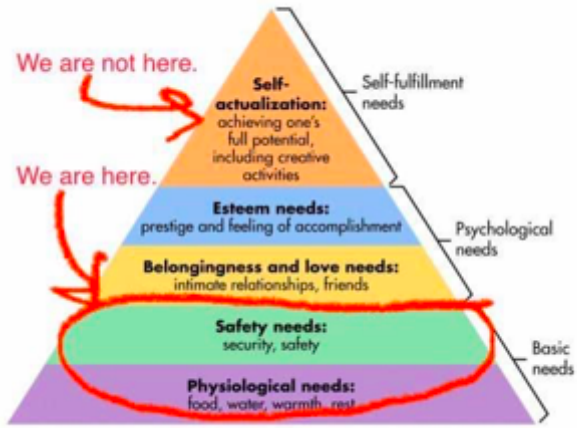 We are not here.
Self-
actualization:
achieving one's
full potential,
including creative
activities
Self-fulfillment
needs
We are here.
Esteem needs:
prestige and feeling of accomplishment
Psychological
needs
Belongingness and love needs:
intimate relationships, friends
Safety needs:
security, safety
Basic
needs
Physiological needs:
food, water, warmth, rest